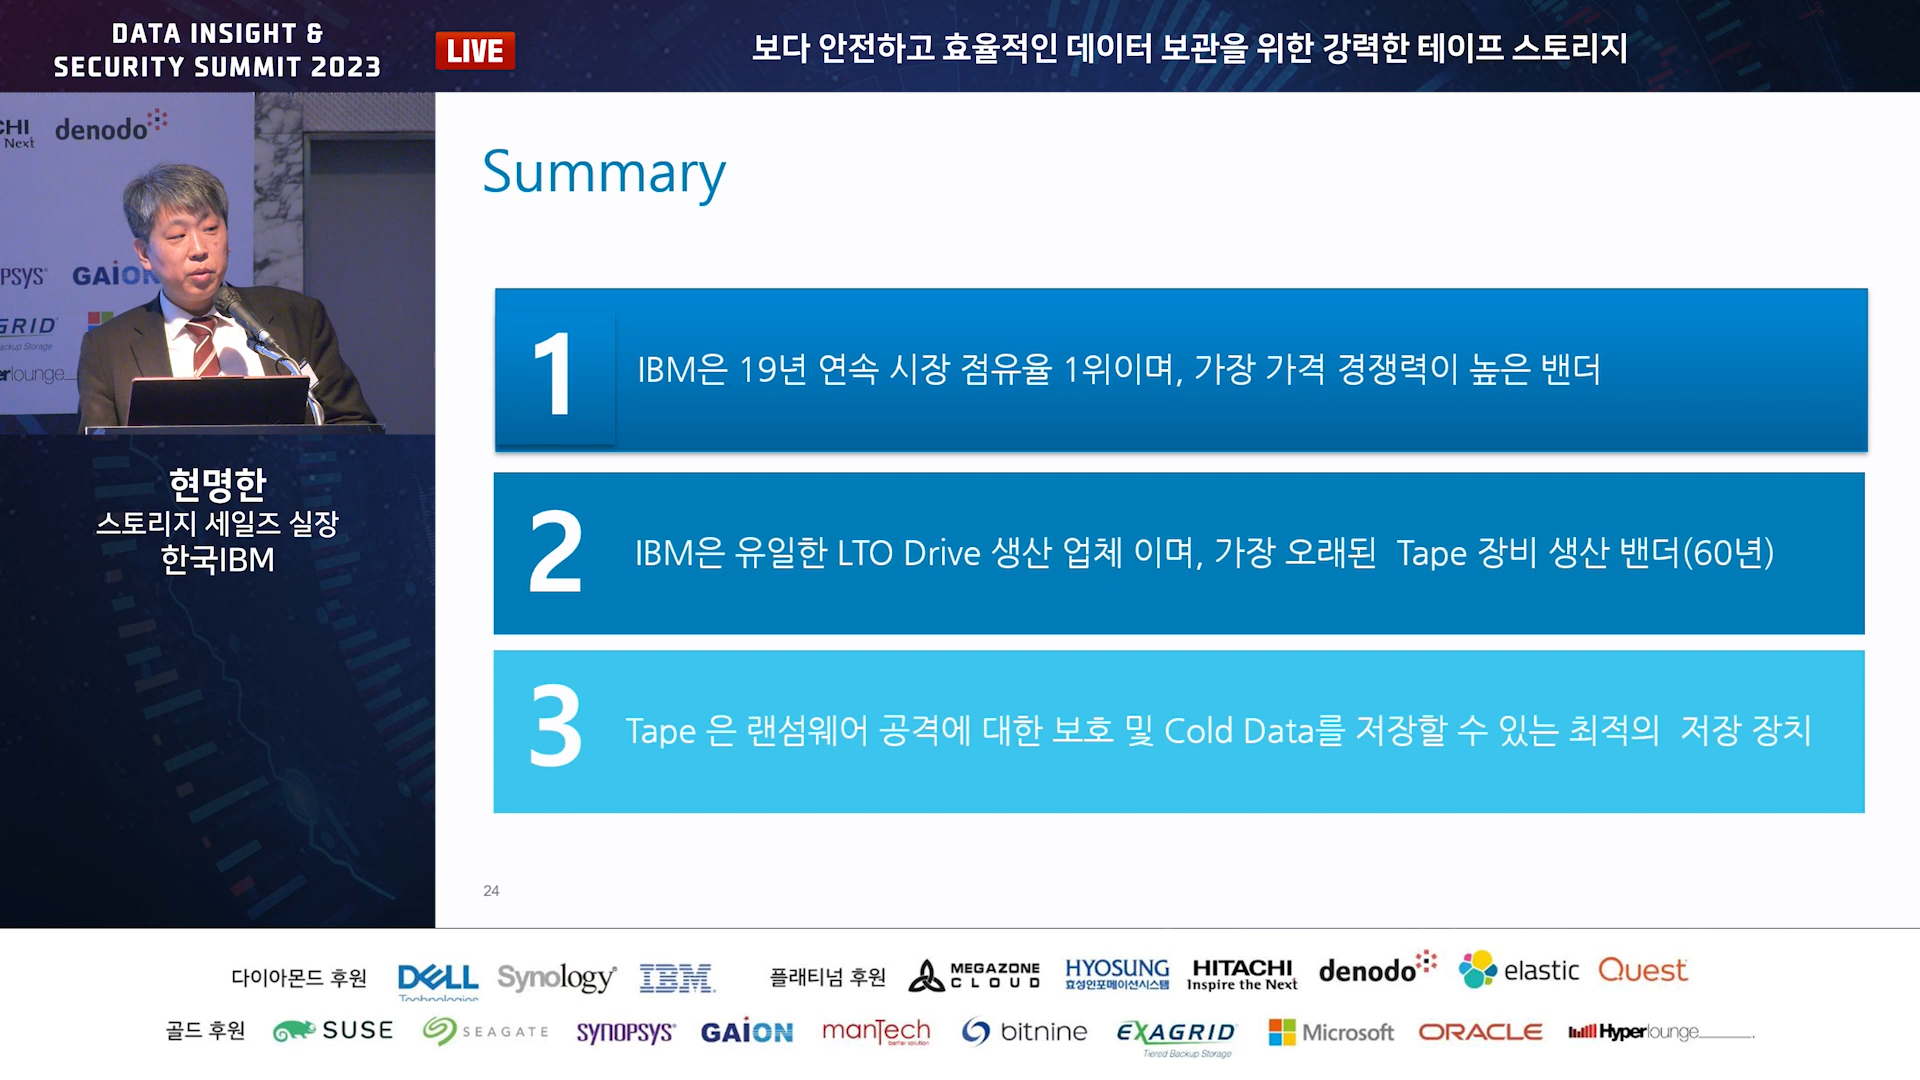 DATA INSIGHT &
SECURITY SUMMIT 2023
LIVE
보다 안전하고 효율적인 데이터 보관을 위한 강력한 테이프 스토리지
CHI
Next
denodo
PSYS
GAION
GRID
Backup Storage
erlounge
현명한
스토리지 세일즈 실장
한국IBM
Summary
1
IBM은 19년 연속 시장 점유율 1위이며, 가장 가격 경쟁력이 높은 밴더
2
IBM은 유일한 LTO Drive 생산 업체 이며, 가장 오래된 Tape 장비 생산 밴더(60년)
3
Tape 은 랜섬웨어 공격에 대한 보호 및 Cold Data를 저장할 수 있는 최적의 저장 장치
24
다이아몬드 후원 DELL Technologies Synology IBM 플래티넘 후원 MEGAZONE CLOUD HYOSUNG 효성인포메이션시스템 HITACHI Inspire the Next denodo elastic Quest
골드 후원 SUSE SEAGATE SYNOPSYS GAION manTech better solution bitnine EXAGRID Tiered Backup Storage Microsoft ORACLE Hyperlounge